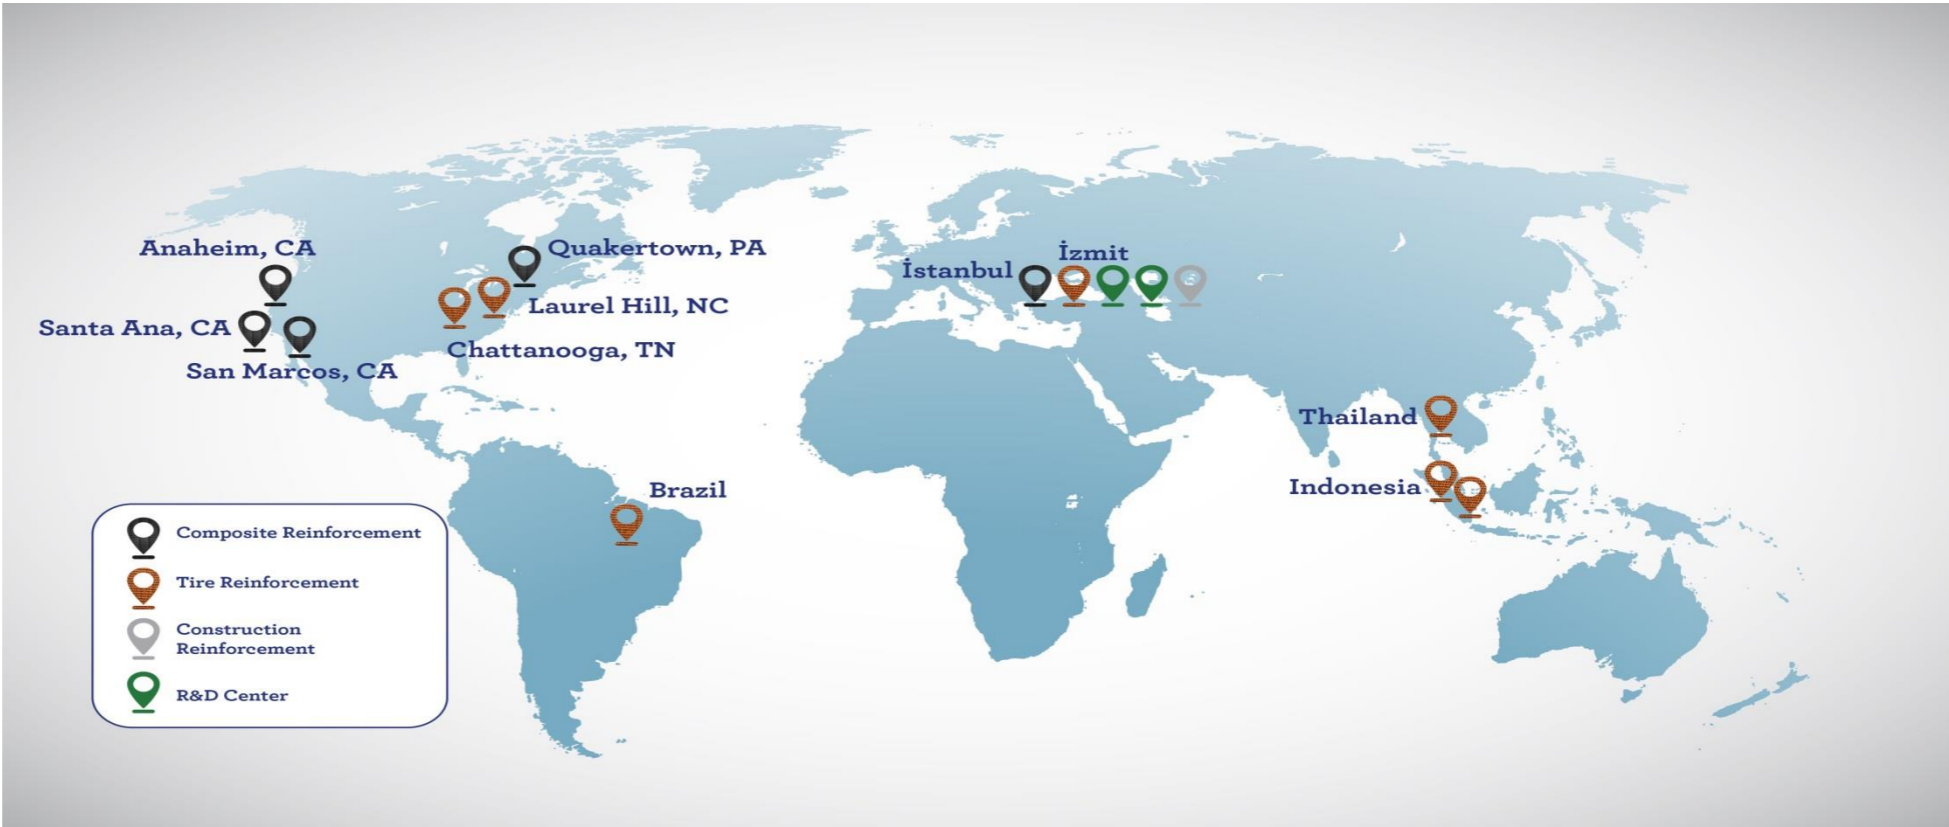 Anaheim, CA
Quakertown, PA
Santa Ana, CA
Laurel Hill, NC
San Marcos, CA
Chattanooga, TN
İstanbul
İzmit
Thailand
Indonesia
Brazil
Composite Reinforcement
Tire Reinforcement
Construction
Reinforcement
R&D Center